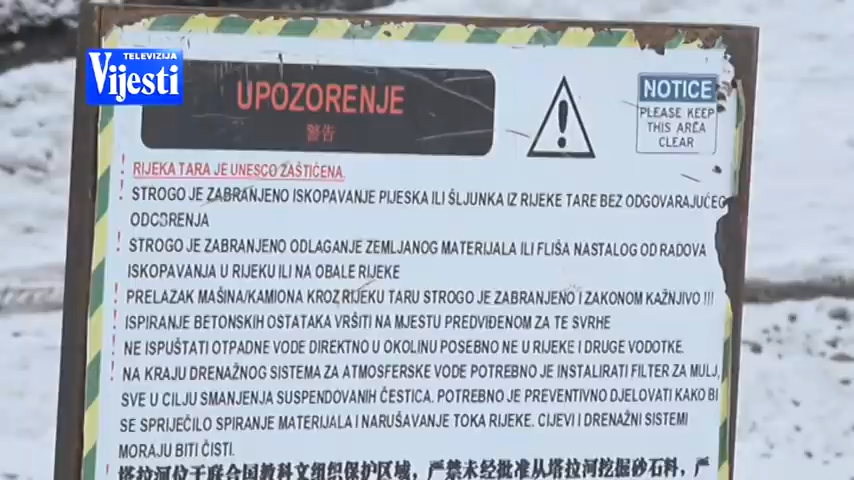 TELEVIZIJA
Vijesti
UPOZORENJE
警告
NOTICE
PLEASE KEEP
THIS AREA
CLEAR
! RIJEKA TARA JE UNESCO ZAŠTIĆENA.
! STROGO JE ZABRANJENO ISKOPAVANJE PIJESKA ILI ŠLJUNKA IZ RIJEKE TARE BEZ ODGOVARAJUĆEG
ODOBRENJA
! STROGO JE ZABRANJENO ODLAGANJE ZEMLJANOG MATERIJALA ILI FLIŠA NASTALOG OD RADOVA
ISKOPAVANJA U RIJEKU ILI NA OBALE RIJEKE
! PRELAZAK MAŠINA/KAMIONA KROZ RIJEKU TARU STROGO JE ZABRANJENO I ZAKONOM KAŽNJIVO !!!
! ISPIRANJE BETONSKIH OSTATAKA VRŠITI NA MJESTU PREDVIĐENOM ZA TE SVRHE
! NE ISPUŠTATI OTPADNE VODE DIREKTNO U OKOLINU POSEBNO NE U RIJEKE I DRUGE VODOTKE.
! NA KRAJU DRENAŽNOG SISTEMA ZA ATMOSFERSKE VODE POTREBNO JE INSTALIRATI FILTER ZA MULJ,
SVE U CILJU SMANJENJA SUSPENDOVANIH ČESTICA. POTREBNO JE PREVENTIVNO DJELOVATI KAKO BI
SE SPRIJEČILO SPIRANJE MATERIJALA I NARUŠAVANJE TOKA RIJEKE. CIJEVI I DRENAŽNI SISTEMI
MORAJU BITI ČISTI.
塔拉河位于联合国教科文组织保护区域，严禁未经批准从塔拉河挖掘砂石料，严